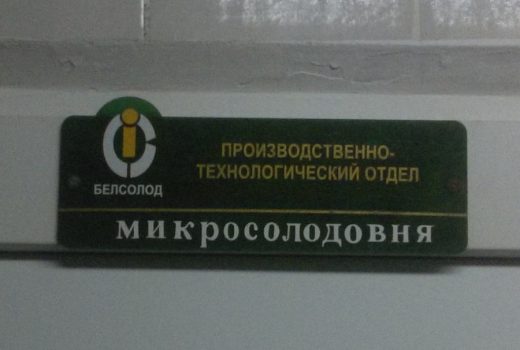 БЕЛСОЛОД
ПРОИЗВОДСТВЕННО-
ТЕХНОЛОГИЧЕСКИЙ ОТДЕЛ
микросолодовня